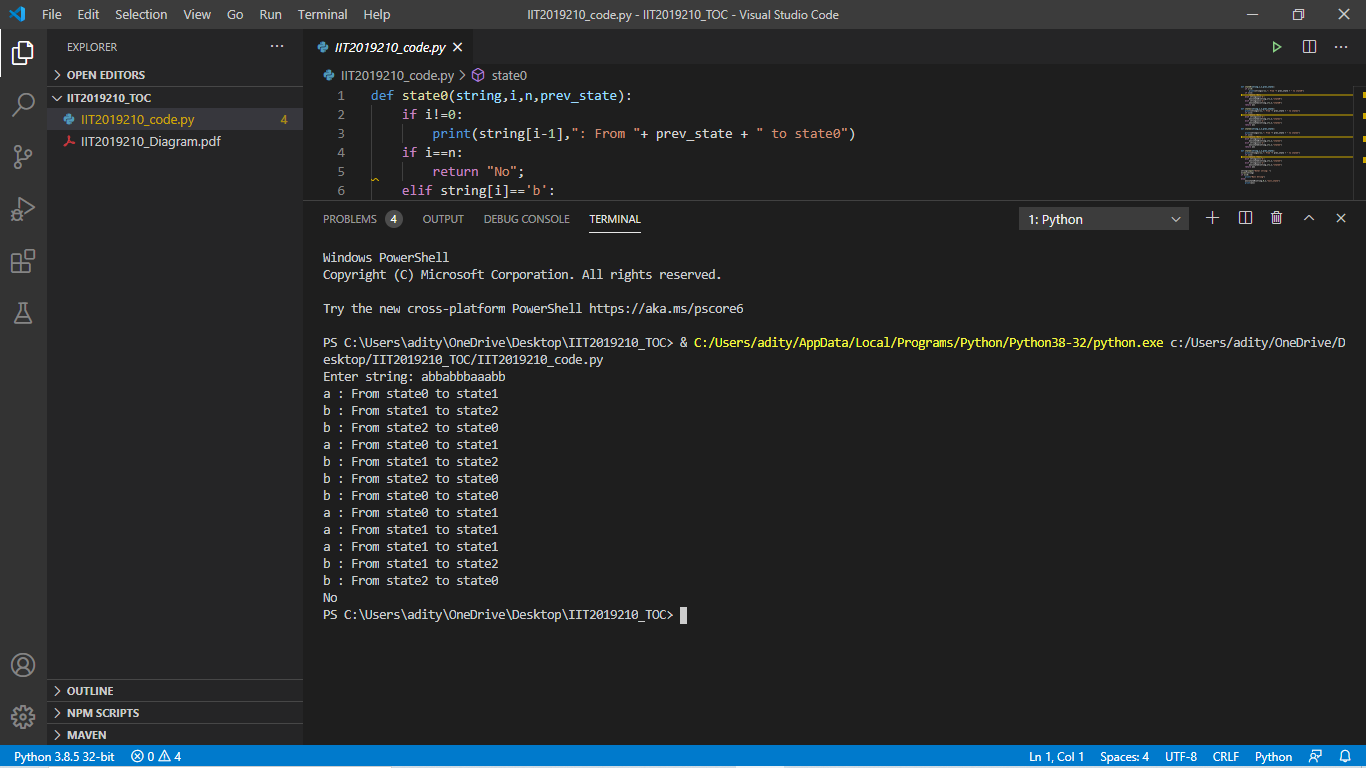 File Edit Selection View Go Run Terminal Help IIT2019210_code.py - IIT2019210_TOC - Visual Studio Code
EXPLORER ···
OPEN EDITORS
IIT2019210_TOC
IIT2019210_code.py 4
IIT2019210_Diagram.pdf
OUTLINE
NPM SCRIPTS
MAVEN
IIT2019210_code.py
IIT2019210_code.py > state0
1 def state0(string,i,n,prev_state):
2 if i!=0:
3 print(string[i-1],": From "+ prev_state + " to state0")
4 if i==n:
5 return "No";
6 elif string[i]=='b':
PROBLEMS 4 OUTPUT DEBUG CONSOLE TERMINAL 1: Python
Windows PowerShell
Copyright (C) Microsoft Corporation. All rights reserved.
Try the new cross-platform PowerShell https://aka.ms/pscore6
PS C:\Users\adity\OneDrive\Desktop\IIT2019210_TOC> & C:/Users/adity/AppData/Local/Programs/Python/Python38-32/python.exe c:/Users/adity/OneDrive/D
esktop/IIT2019210_TOC/IIT2019210_code.py
Enter string: abbabbbaaabb
a : From state0 to state1
b : From state1 to state2
b : From state2 to state0
a : From state0 to state1
b : From state1 to state2
b : From state2 to state0
b : From state0 to state0
a : From state0 to state1
a : From state1 to state1
a : From state1 to state1
b : From state1 to state2
b : From state2 to state0
No
PS C:\Users\adity\OneDrive\Desktop\IIT2019210_TOC>
Python 3.8.5 32-bit 0 4 Ln 1, Col 1 Spaces: 4 UTF-8 CRLF Python